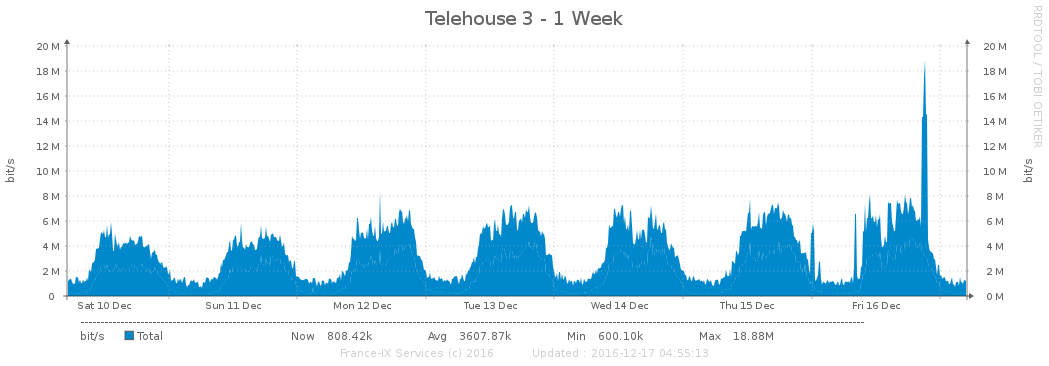 Telehouse 3 - 1 Week
RRDTOOL / TOBI OETIKER
bit/s
20 M 20 M
18 M 18 M
16 M 16 M
14 M 14 M
12 M 12 M
10 M 10 M
8 M 8 M
6 M 6 M
4 M 4 M
2 M 2 M
0 0 M
bit/s
Sat 10 Dec Sun 11 Dec Mon 12 Dec Tue 13 Dec Wed 14 Dec Thu 15 Dec Fri 16 Dec
bit/s Total Now 808.42k Avg 3607.87k Min 600.10k Max 18.88M
France-IX Services (c) 2016 Updated : 2016-12-17 04:55:13